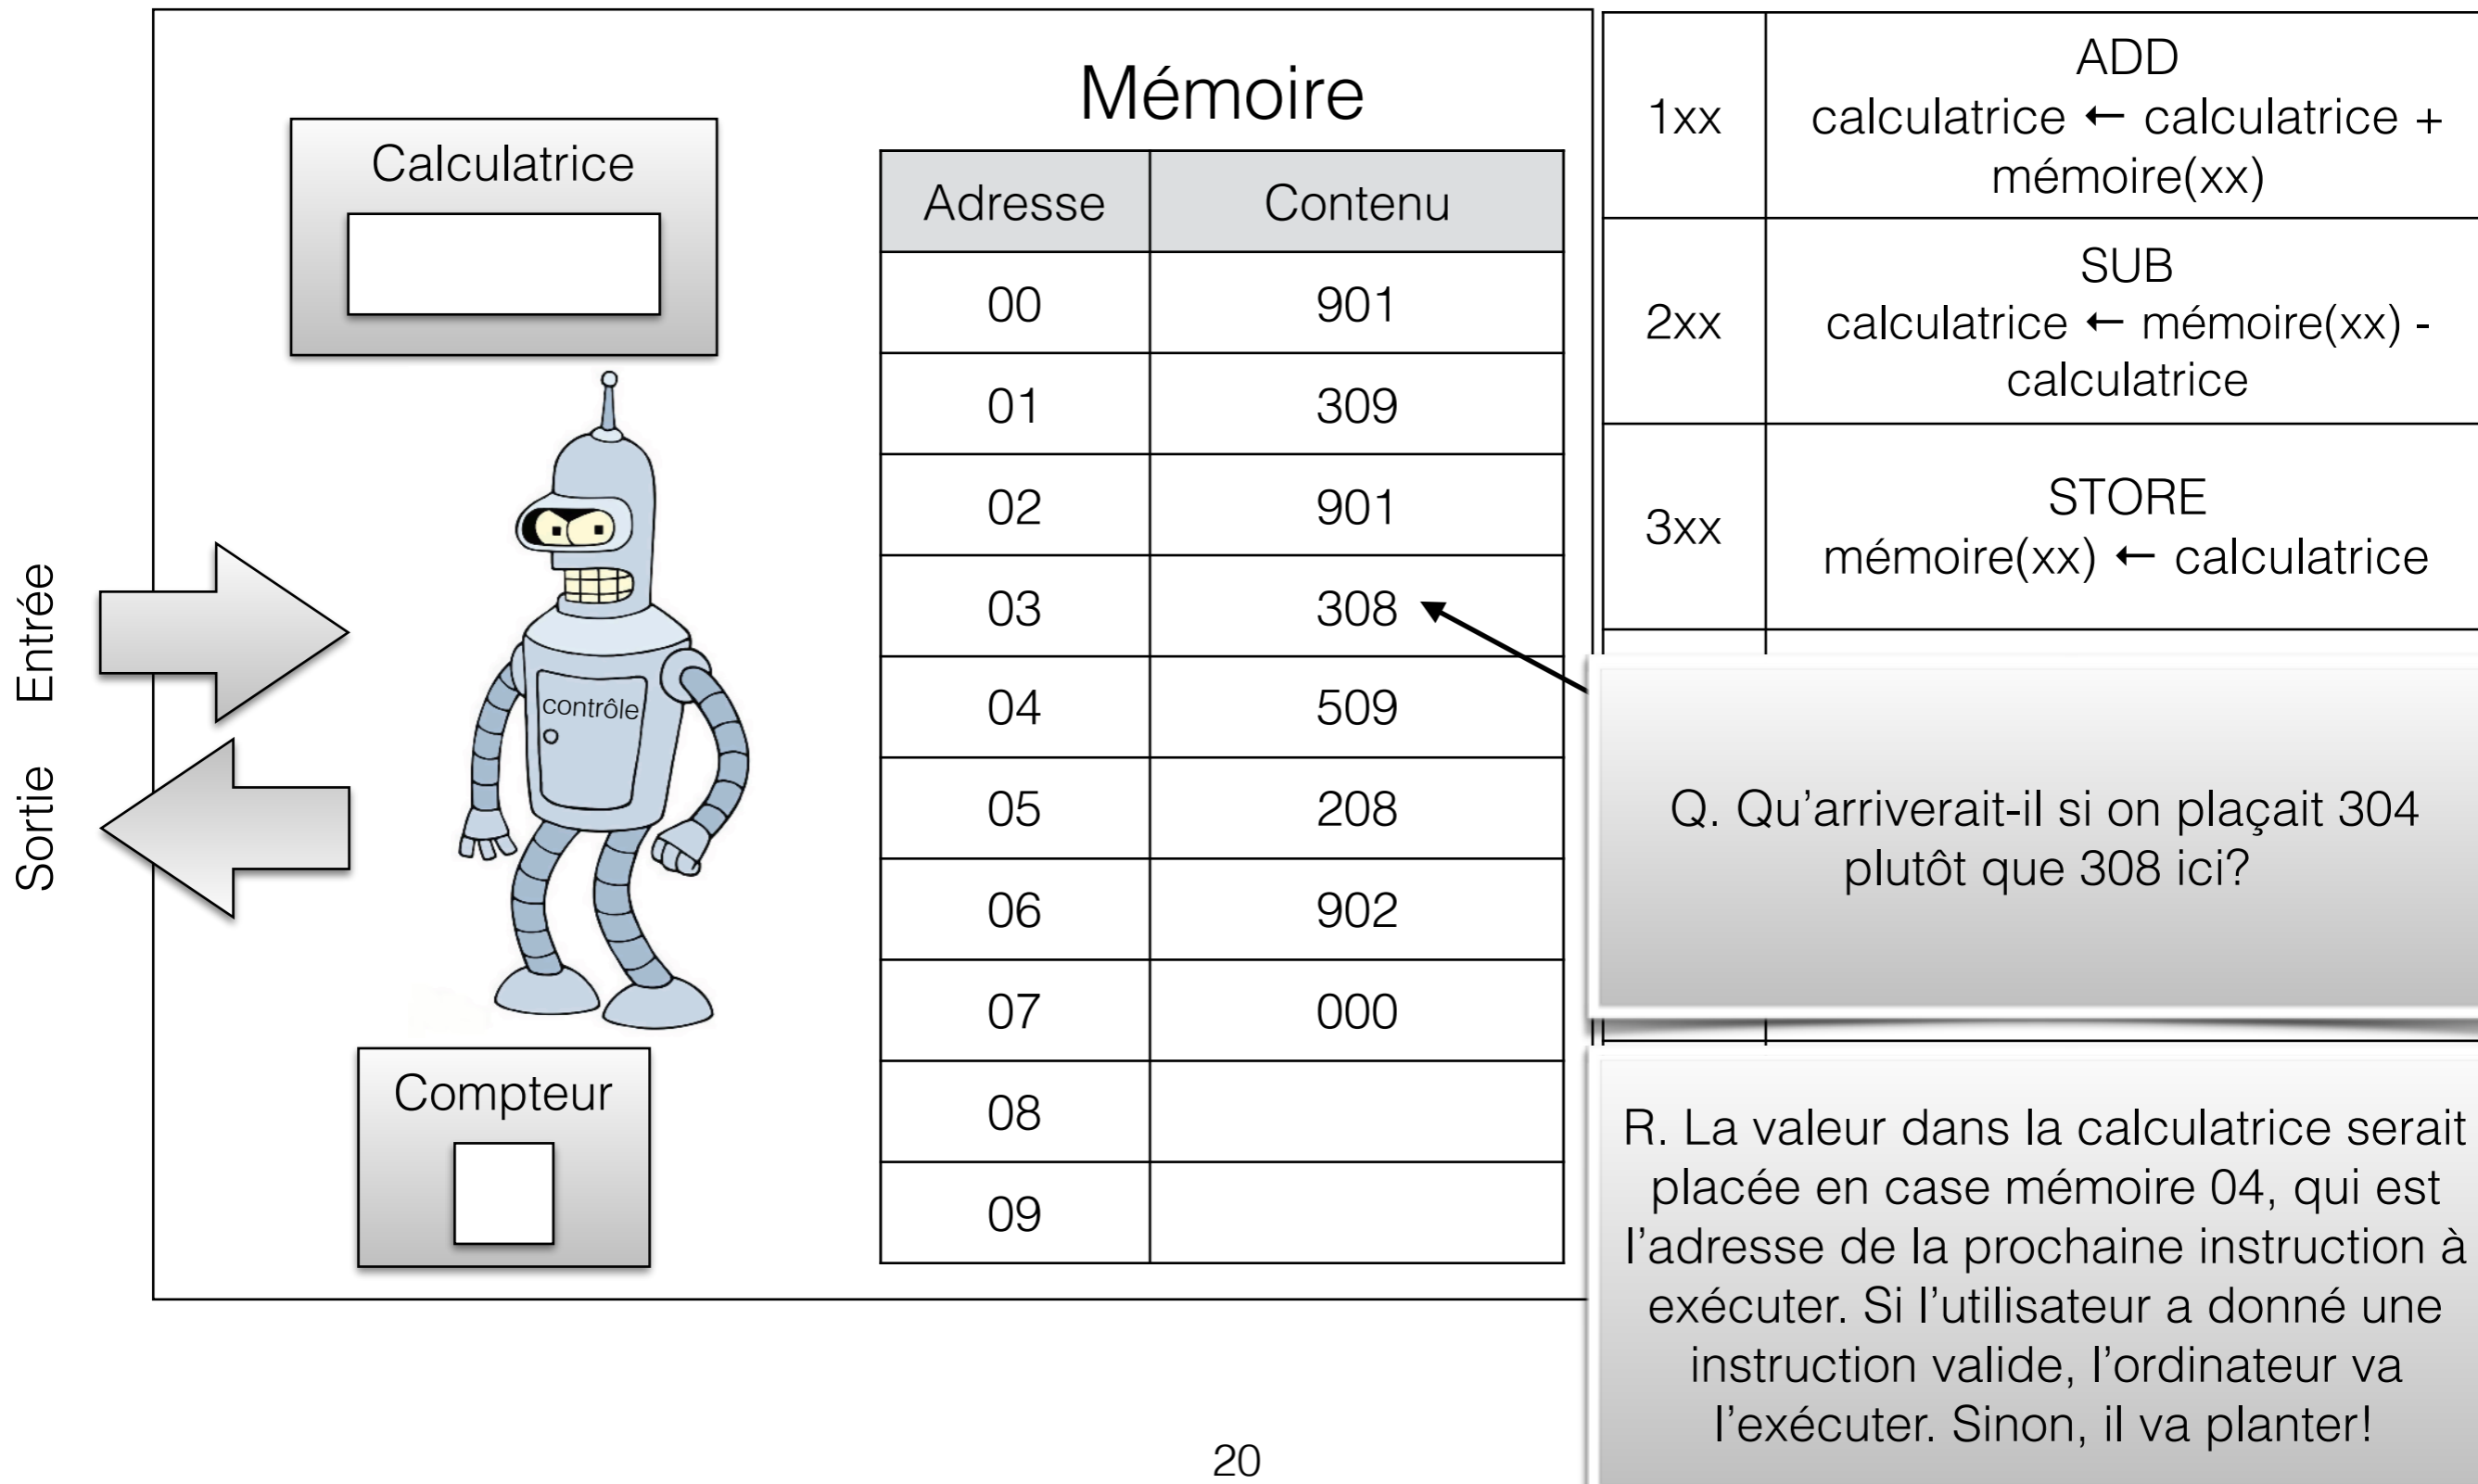 Entrée
Sortie
Calculatrice
contrôle
Compteur
Mémoire
Adresse Contenu
00 901
01 309
02 901
03 308
04 509
05 208
06 902
07 000
08
09
1xx
ADD
calculatrice ← calculatrice +
mémoire(xx)
2xx
SUB
calculatrice ← mémoire(xx) -
calculatrice
3xx
STORE
mémoire(xx) ← calculatrice
Q. Qu’arriverait-il si on plaçait 304
plutôt que 308 ici?
R. La valeur dans la calculatrice serait
placée en case mémoire 04, qui est
l’adresse de la prochaine instruction à
exécuter. Si l’utilisateur a donné une
instruction valide, l’ordinateur va
l’exécuter. Sinon, il va planter!
20